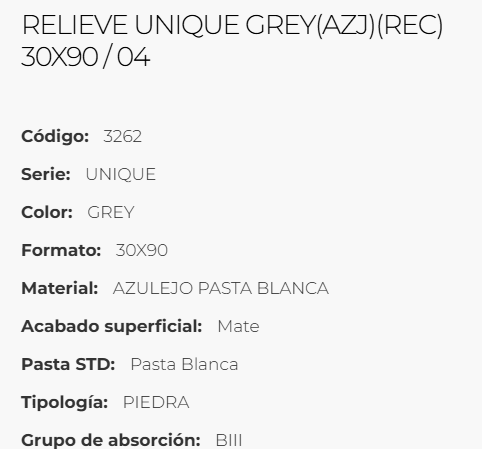 RELIEVE UNIQUE GREY(AZJ)(REC)
30X90 / 04
Código: 3262
Serie: UNIQUE
Color: GREY
Formato: 30X90
Material: AZULEJO PASTA BLANCA
Acabado superficial: Mate
Pasta STD: Pasta Blanca
Tipología: PIEDRA
Grupo de absorción: BIII